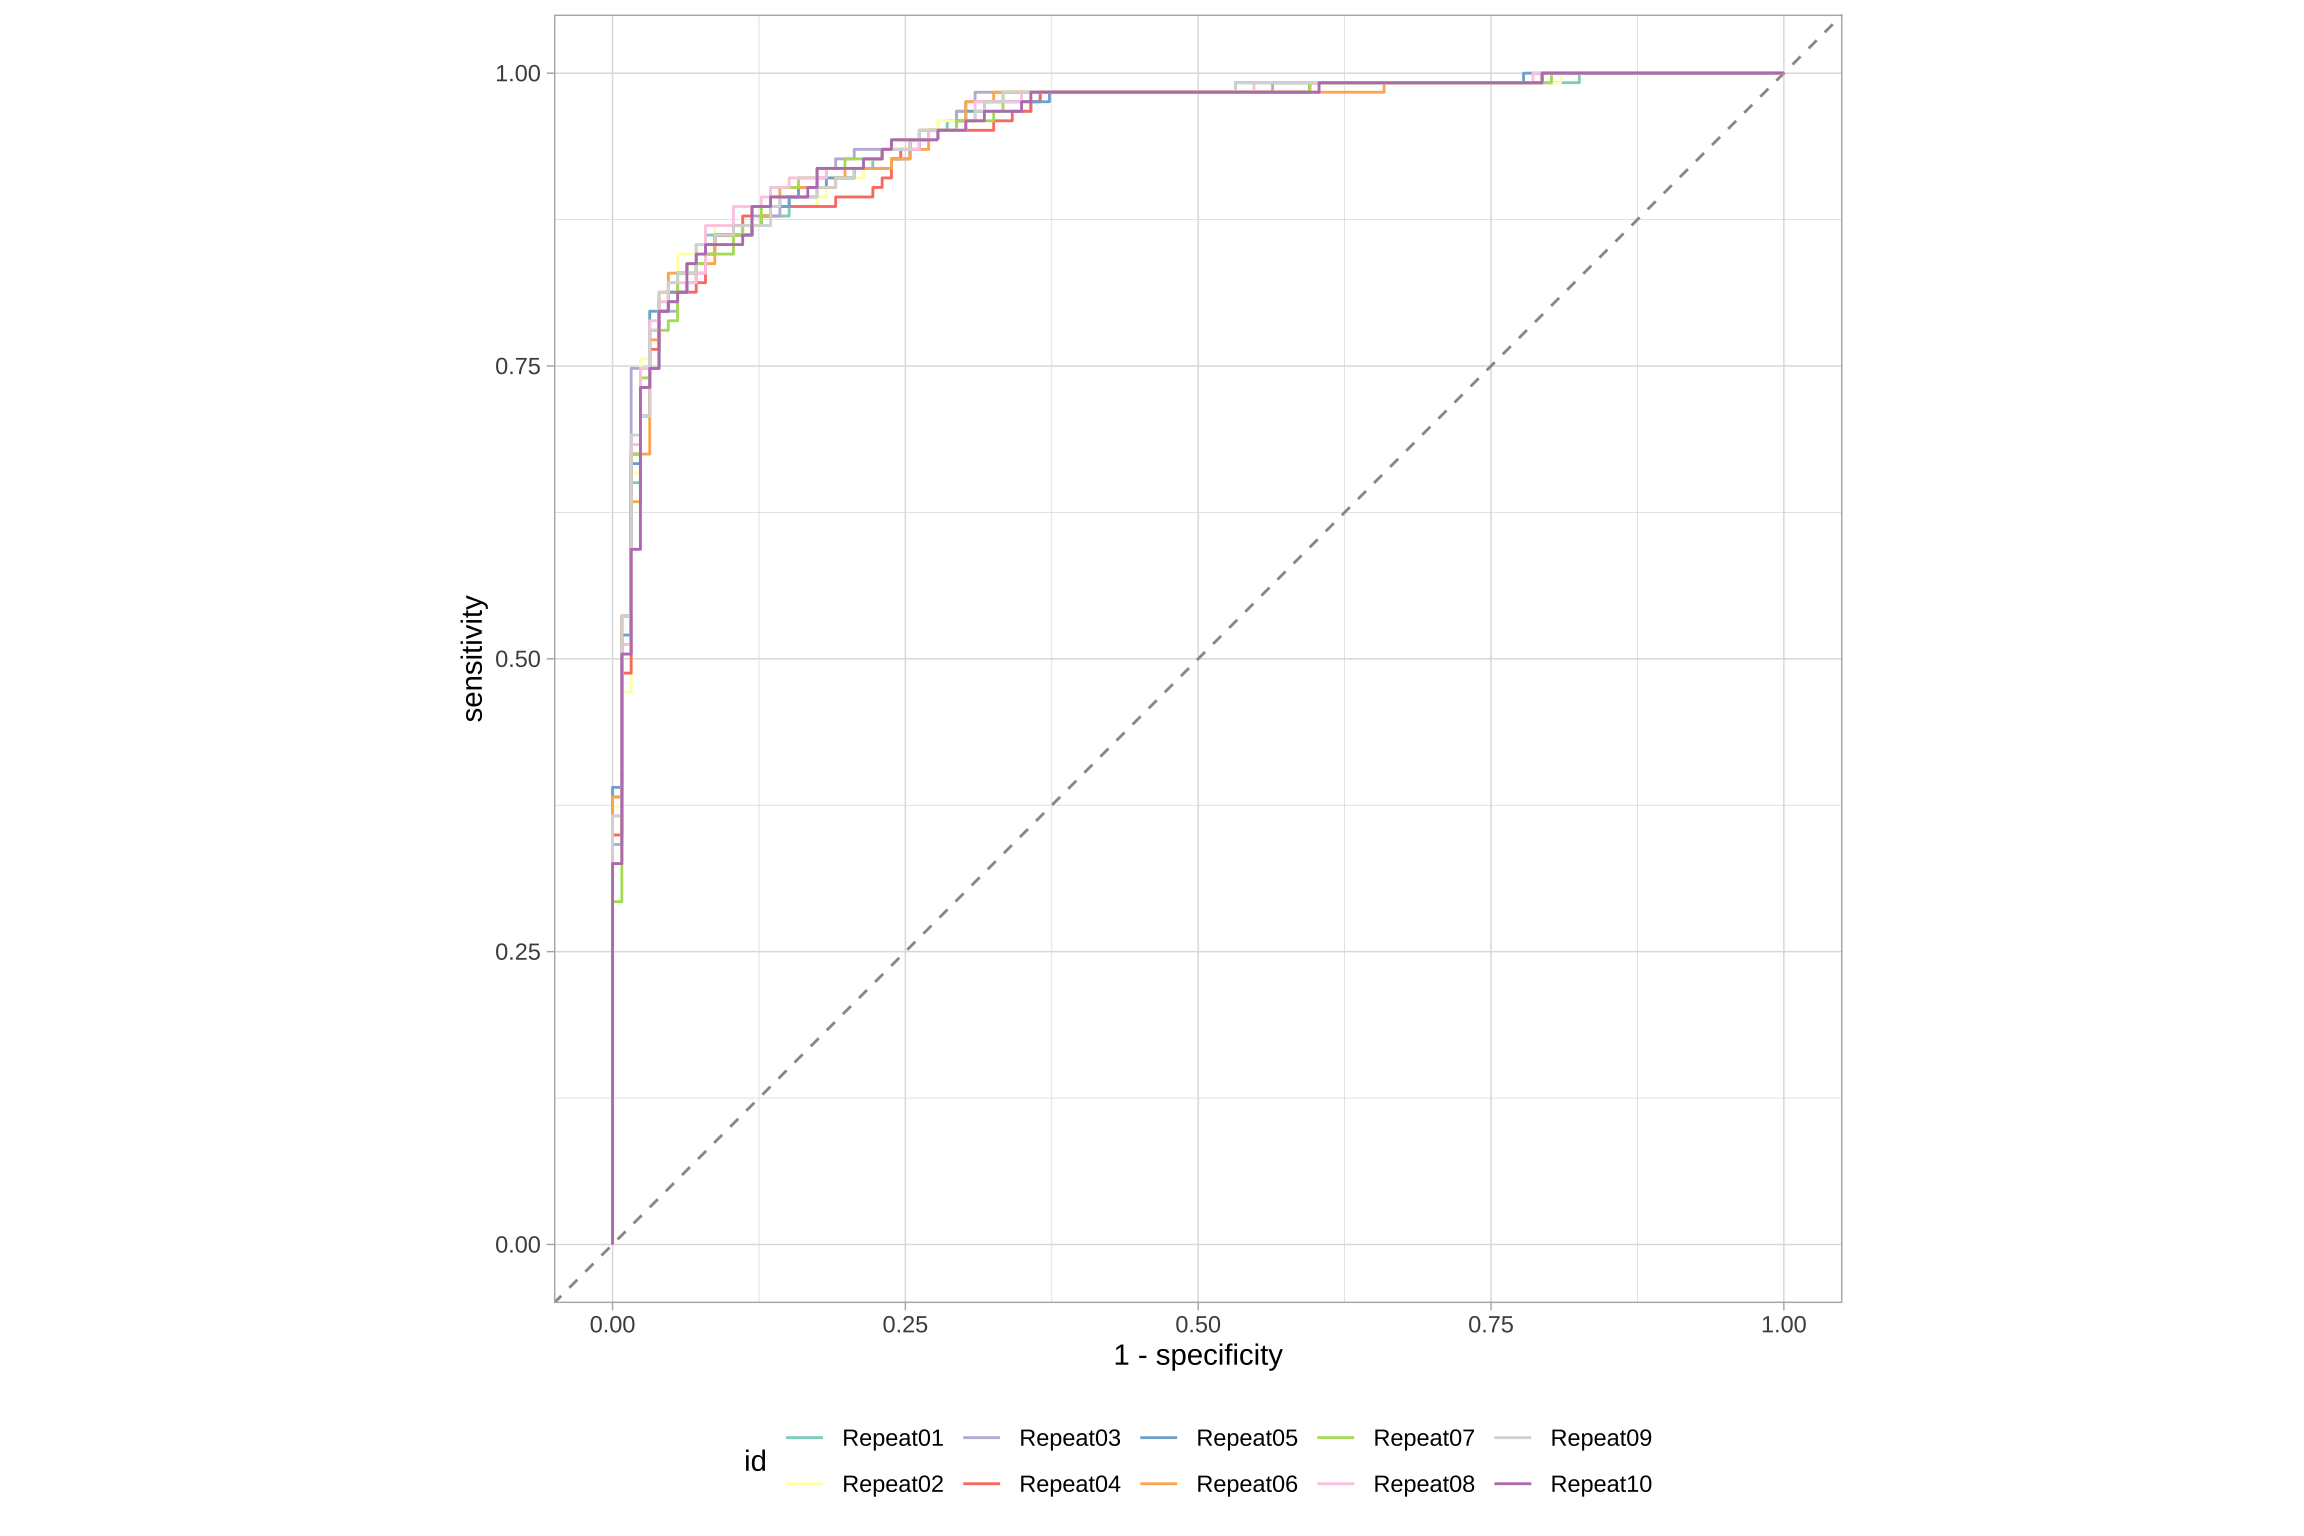 1.00
0.75
0.50
0.25
0.00
sensitivity
0.00 0.25 0.50 0.75 1.00
1 - specificity
id
Repeat01 Repeat03 Repeat05 Repeat07 Repeat09
Repeat02 Repeat04 Repeat06 Repeat08 Repeat10